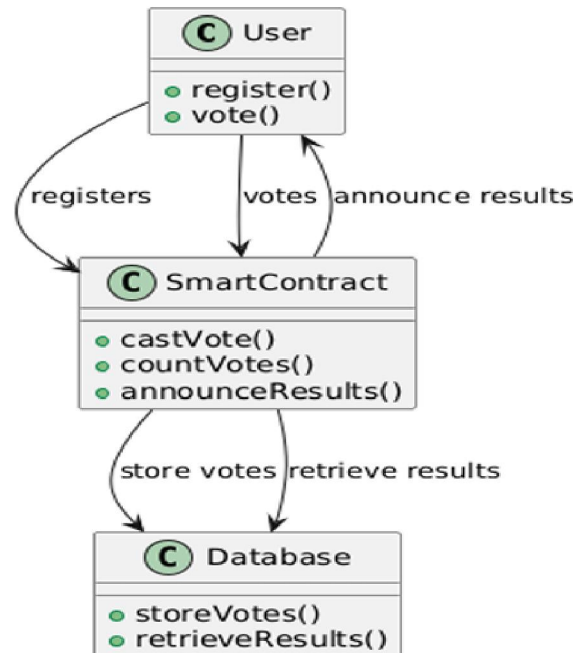 C User
register()
vote()
registers
votes
announce results
C SmartContract
castVote()
countVotes()
announceResults()
store votes
retrieve results
C Database
storeVotes()
retrieveResults()